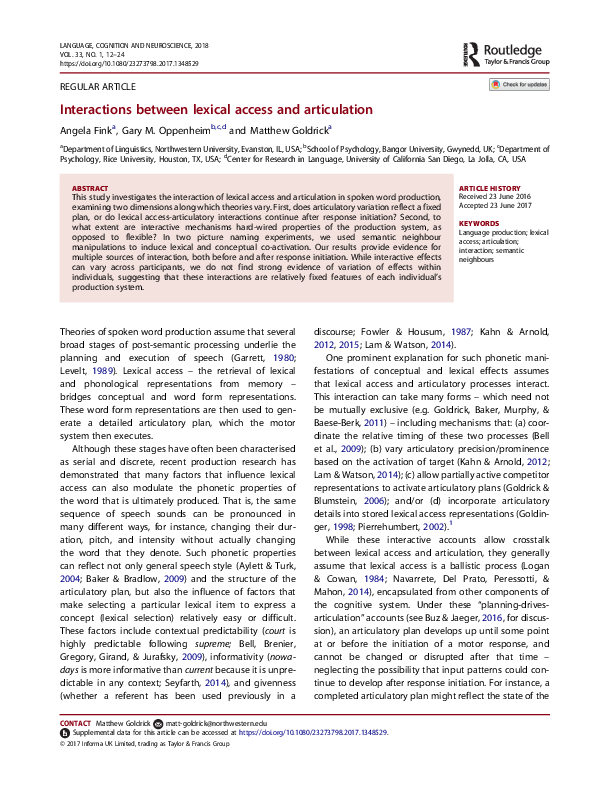 LANGUAGE, COGNITION AND NEUROSCIENCE, 2018
VOL. 33, NO. 1, 12–24
https://doi.org/10.1080/23273798.2017.1348529
Routledge
Taylor & Francis Group
REGULAR ARTICLE
Check for updates
Interactions between lexical access and articulation
Angela Finkᵃ, Gary M. Oppenheimᵇ,ᶜ,ᵈ and Matthew Goldrickᵃ
ᵃDepartment of Linguistics, Northwestern University, Evanston, IL, USA; ᵇSchool of Psychology, Bangor University, Gwynedd, UK; ᶜDepartment of
Psychology, Rice University, Houston, TX, USA; ᵈCenter for Research in Language, University of California San Diego, La Jolla, CA, USA
ABSTRACT
This study investigates the interaction of lexical access and articulation in spoken word production,
examining two dimensions along which theories vary. First, does articulatory variation reflect a fixed
plan, or do lexical access-articulatory interactions continue after response initiation? Second, to
what extent are interactive mechanisms hard-wired properties of the production system, as
opposed to flexible? In two picture naming experiments, we used semantic neighbour
manipulations to induce lexical and conceptual co-activation. Our results provide evidence for
multiple sources of interaction, both before and after response initiation. While interactive effects
can vary across participants, we do not find strong evidence of variation of effects within
individuals, suggesting that these interactions are relatively fixed features of each individual's
production system.
ARTICLE HISTORY
Received 23 June 2016
Accepted 23 June 2017
KEYWORDS
Language production; lexical
access; articulation;
interaction; semantic
neighbours
Theories of spoken word production assume that several
broad stages of post-semantic processing underlie the
planning and execution of speech (Garrett, 1980;
Levelt, 1989). Lexical access – the retrieval of lexical
and phonological representations from memory –
bridges conceptual and word form representations.
These word form representations are then used to gen-
erate a detailed articulatory plan, which the motor
system then executes.
Although these stages have often been characterised
as serial and discrete, recent production research has
demonstrated that many factors that influence lexical
access can also modulate the phonetic properties of
the word that is ultimately produced. That is, the same
sequence of speech sounds can be pronounced in
many different ways, for instance, changing their dur-
ation, pitch, and intensity without actually changing
the word that they denote. Such phonetic properties
can reflect not only general speech style (Aylett & Turk,
2004; Baker & Bradlow, 2009) and the structure of the
articulatory plan, but also the influence of factors that
make selecting a particular lexical item to express a
concept (lexical selection) relatively easy or difficult.
These factors include contextual predictability (court is
highly predictable following supreme; Bell, Brenier,
Gregory, Girand, & Jurafsky, 2009), informativity (nowa-
days is more informative than current because it is unpre-
dictable in any context; Seyfarth, 2014), and givenness
(whether a referent has been used previously in a
discourse; Fowler & Housum, 1987; Kahn & Arnold,
2012, 2015; Lam & Watson, 2014).
One prominent explanation for such phonetic mani-
festations of conceptual and lexical effects assumes
that lexical access and articulatory processes interact.
This interaction can take many forms – which need not
be mutually exclusive (e.g. Goldrick, Baker, Murphy, &
Baese-Berk, 2011) – including mechanisms that: (a) coor-
dinate the relative timing of these two processes (Bell
et al., 2009); (b) vary articulatory precision/prominence
based on the activation of target (Kahn & Arnold, 2012;
Lam & Watson, 2014); (c) allow partially active competitor
representations to activate articulatory plans (Goldrick &
Blumstein, 2006); and/or (d) incorporate articulatory
details into stored lexical access representations (Goldin-
ger, 1998; Pierrehumbert, 2002).¹
While these interactive accounts allow crosstalk
between lexical access and articulation, they generally
assume that lexical access is a ballistic process (Logan
& Cowan, 1984; Navarrete, Del Prato, Peressotti, &
Mahon, 2014), encapsulated from other components of
the cognitive system. Under these “planning-drives-
articulation” accounts (see Buz & Jaeger, 2016, for discus-
sion), an articulatory plan develops up until some point
at or before the initiation of a motor response, and
cannot be changed or disrupted after that time –
neglecting the possibility that input patterns could con-
tinue to develop after response initiation. For instance, a
completed articulatory plan might reflect the state of the
CONTACT Matthew Goldrick matt-goldrick@northwestern.edu
Supplemental data for this article can be accessed at https://doi.org/10.1080/23273798.2017.1348529.
© 2017 Informa UK Limited, trading as Taylor & Francis Group